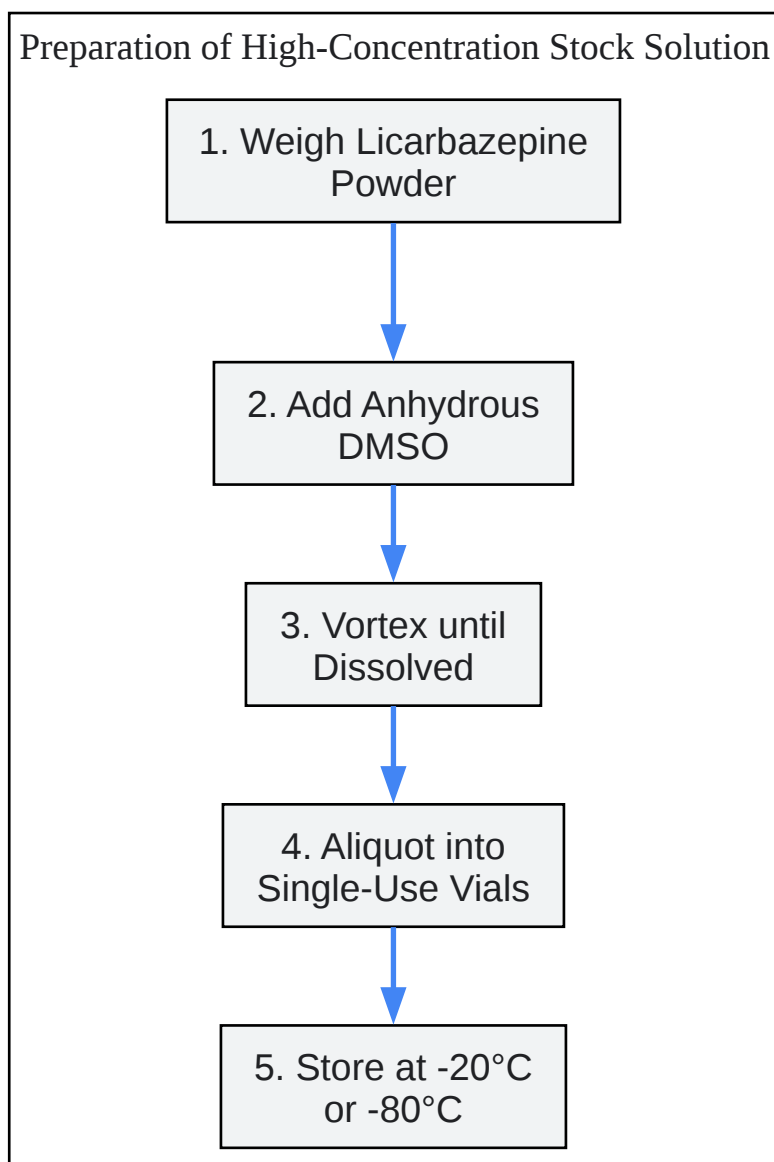 Preparation of High-Concentration Stock Solution
1. Weigh Licarbazepine
Powder
2. Add Anhydrous
DMSO
3. Vortex until
Dissolved
4. Aliquot into
Single-Use Vials
5. Store at -20°C
or -80°C